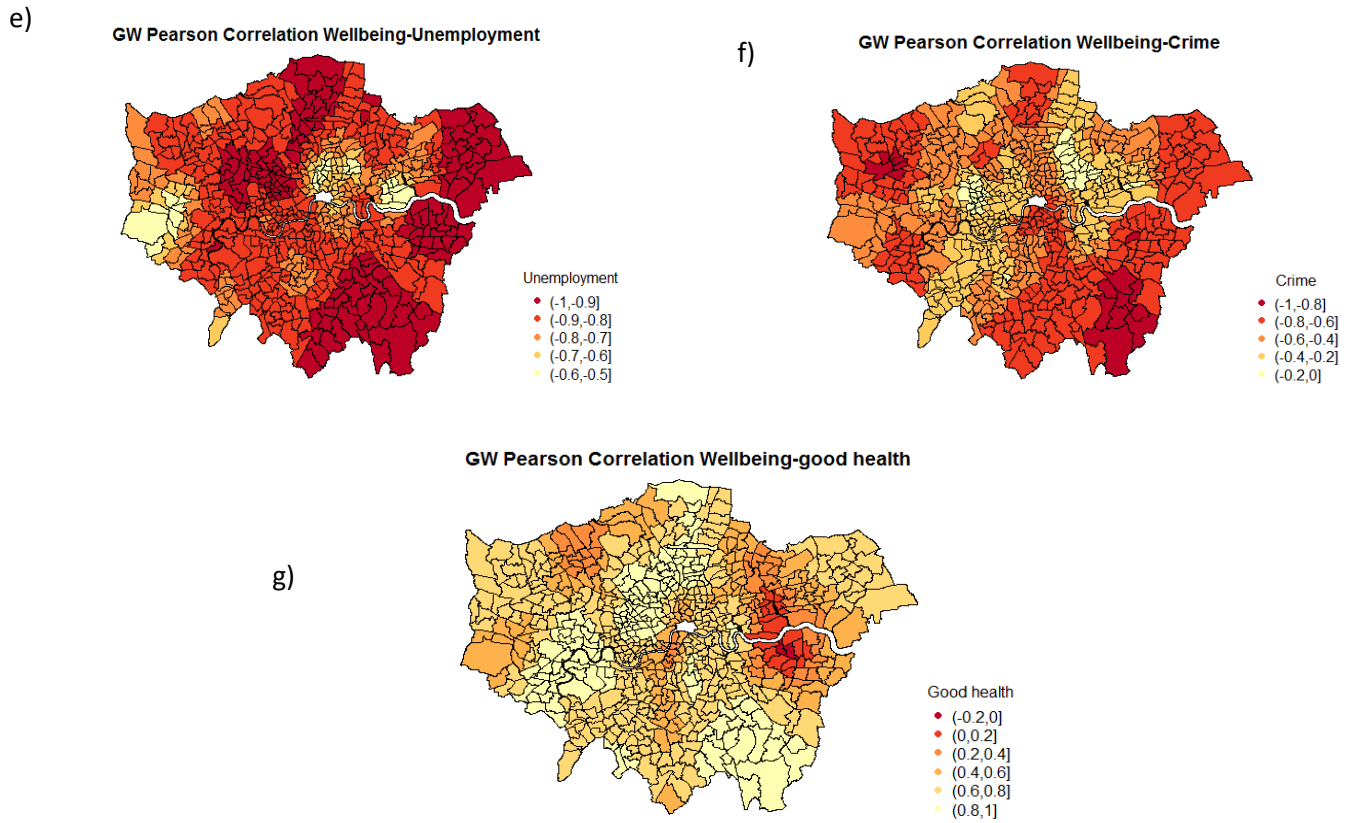 e)
GW Pearson Correlation Wellbeing-Unemployment
Unemployment
(-1,-0.9]
(-0.9,-0.8]
(-0.8,-0.7]
(-0.7,-0.6]
(-0.6,-0.5]
f)
GW Pearson Correlation Wellbeing-Crime
Crime
(-1,-0.8]
(-0.8,-0.6]
(-0.6,-0.4]
(-0.4,-0.2]
(-0.2,0]
GW Pearson Correlation Wellbeing-good health
g)
Good health
(-0.2,0]
(0,0.2]
(0.2,0.4]
(0.4,0.6]
(0.6,0.8]
(0.8,1]